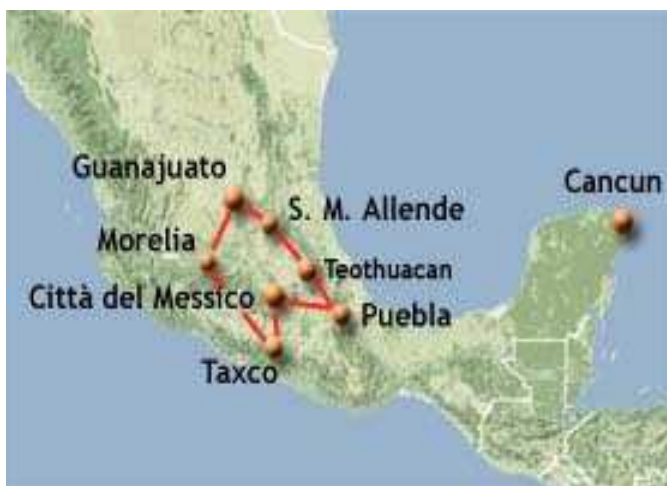 Guanajuato
Cancun
S. M. Allende
Morelia
Teothuacan
Città del Messico
Puebla
Taxco